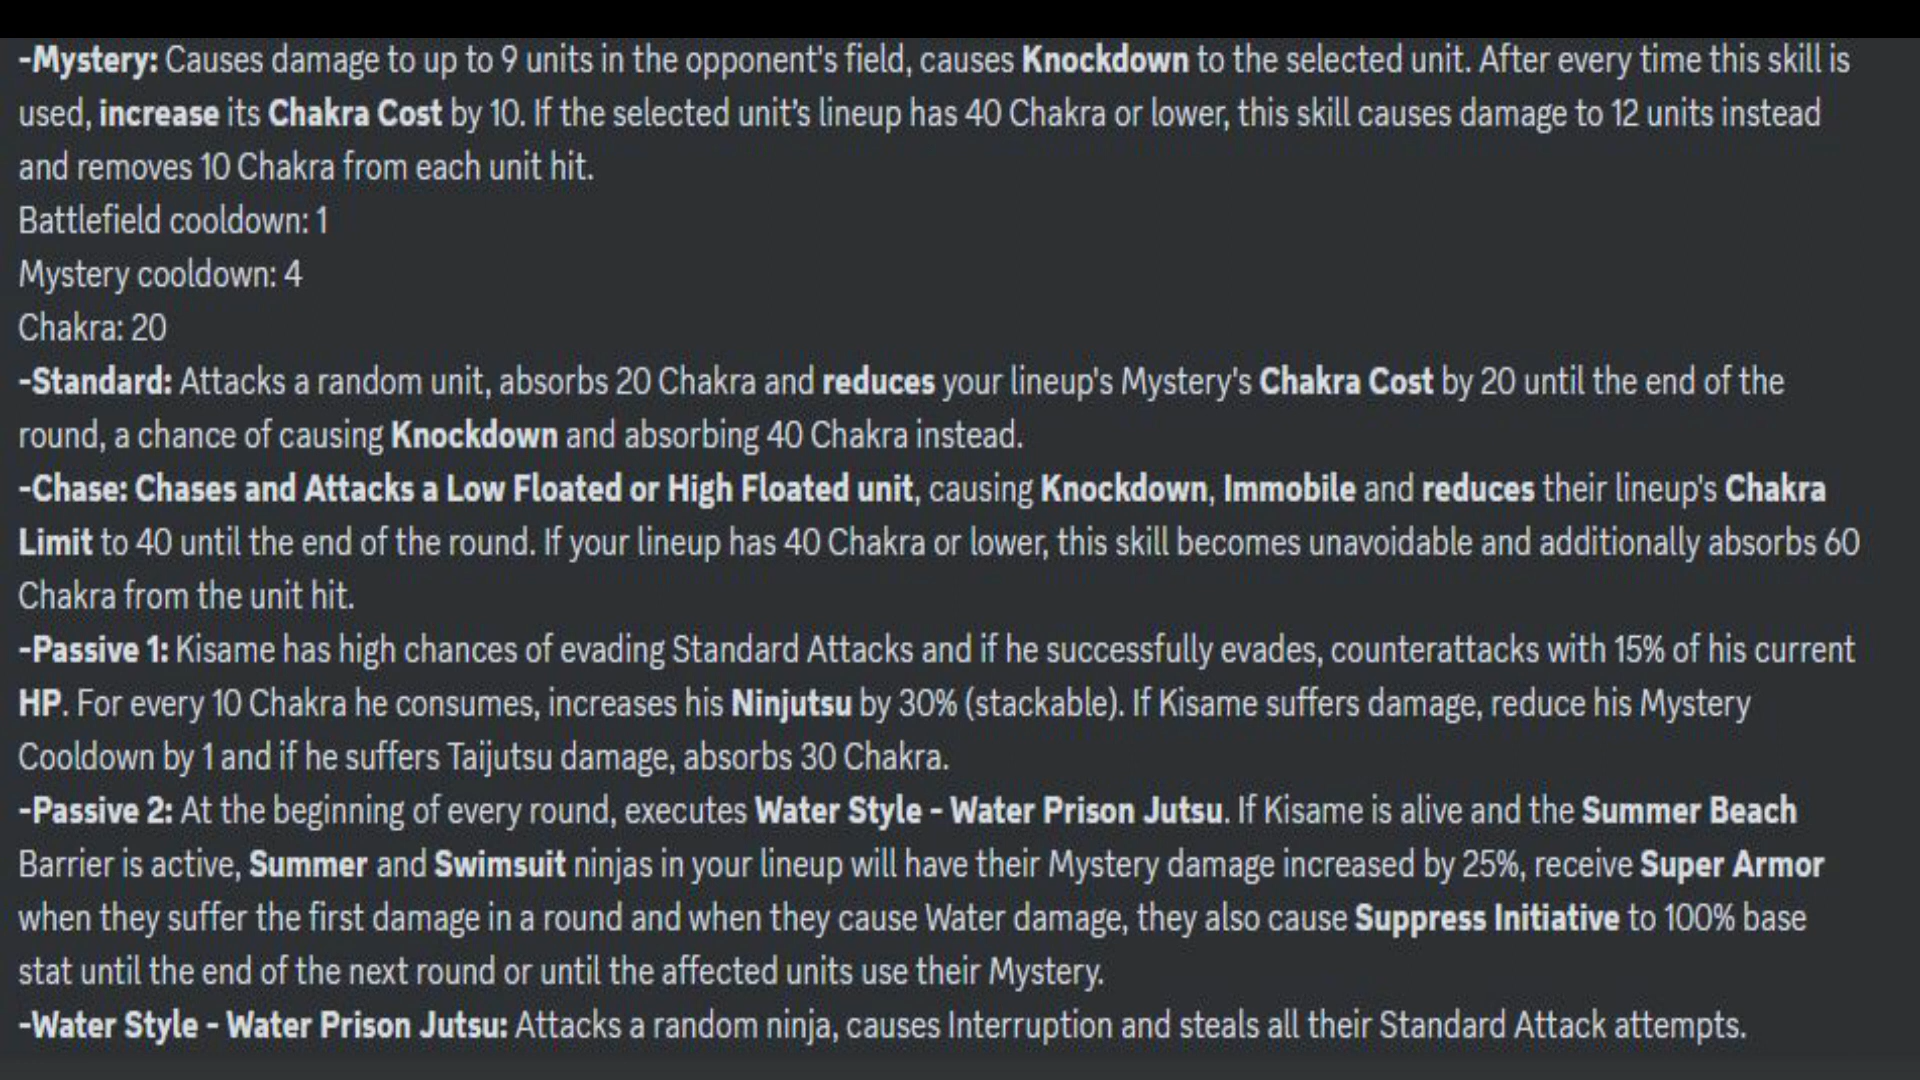 -Mystery: Causes damage to up to 9 units in the opponent's field, causes Knockdown to the selected unit. After every time this skill is
used, increase its Chakra Cost by 10. If the selected unit's lineup has 40 Chakra or lower, this skill causes damage to 12 units instead
and removes 10 Chakra from each unit hit.
Battlefield cooldown: 1
Mystery cooldown: 4
Chakra: 20
-Standard: Attacks a random unit, absorbs 20 Chakra and reduces your lineup's Mystery's Chakra Cost by 20 until the end of the
round, a chance of causing Knockdown and absorbing 40 Chakra instead.
-Chase: Chases and Attacks a Low Floated or High Floated unit, causing Knockdown, Immobile and reduces their lineup's Chakra
Limit to 40 until the end of the round. If your lineup has 40 Chakra or lower, this skill becomes unavoidable and additionally absorbs 60
Chakra from the unit hit.
-Passive 1: Kisame has high chances of evading Standard Attacks and if he successfully evades, counterattacks with 15% of his current
HP. For every 10 Chakra he consumes, increases his Ninjutsu by 30% (stackable). If Kisame suffers damage, reduce his Mystery
Cooldown by 1 and if he suffers Taijutsu damage, absorbs 30 Chakra.
-Passive 2: At the beginning of every round, executes Water Style - Water Prison Jutsu. If Kisame is alive and the Summer Beach
Barrier is active, Summer and Swimsuit ninjas in your lineup will have their Mystery damage increased by 25%, receive Super Armor
when they suffer the first damage in a round and when they cause Water damage, they also cause Suppress Initiative to 100% base
stat until the end of the next round or until the affected units use their Mystery.
-Water Style - Water Prison Jutsu: Attacks a random ninja, causes Interruption and steals all their Standard Attack attempts.